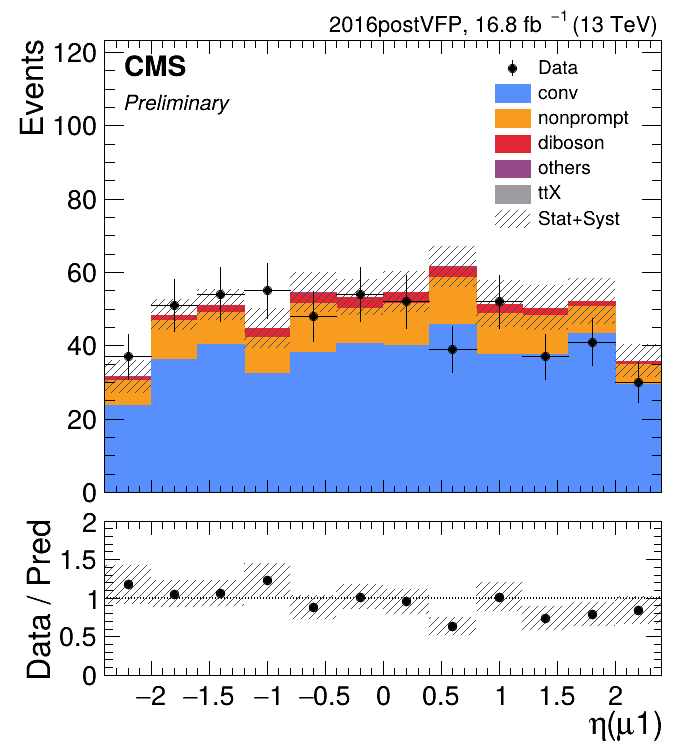 2016postVFP, 16.8 fb⁻¹ (13 TeV)
CMS
Preliminary
Events
120
100
80
60
40
20
0
Data
conv
nonprompt
diboson
others
ttX
Stat+Syst
Data / Pred
2
1.5
1
0.5
0
−2 −1.5 −1 −0.5 0 0.5 1 1.5 2
η(μ1)